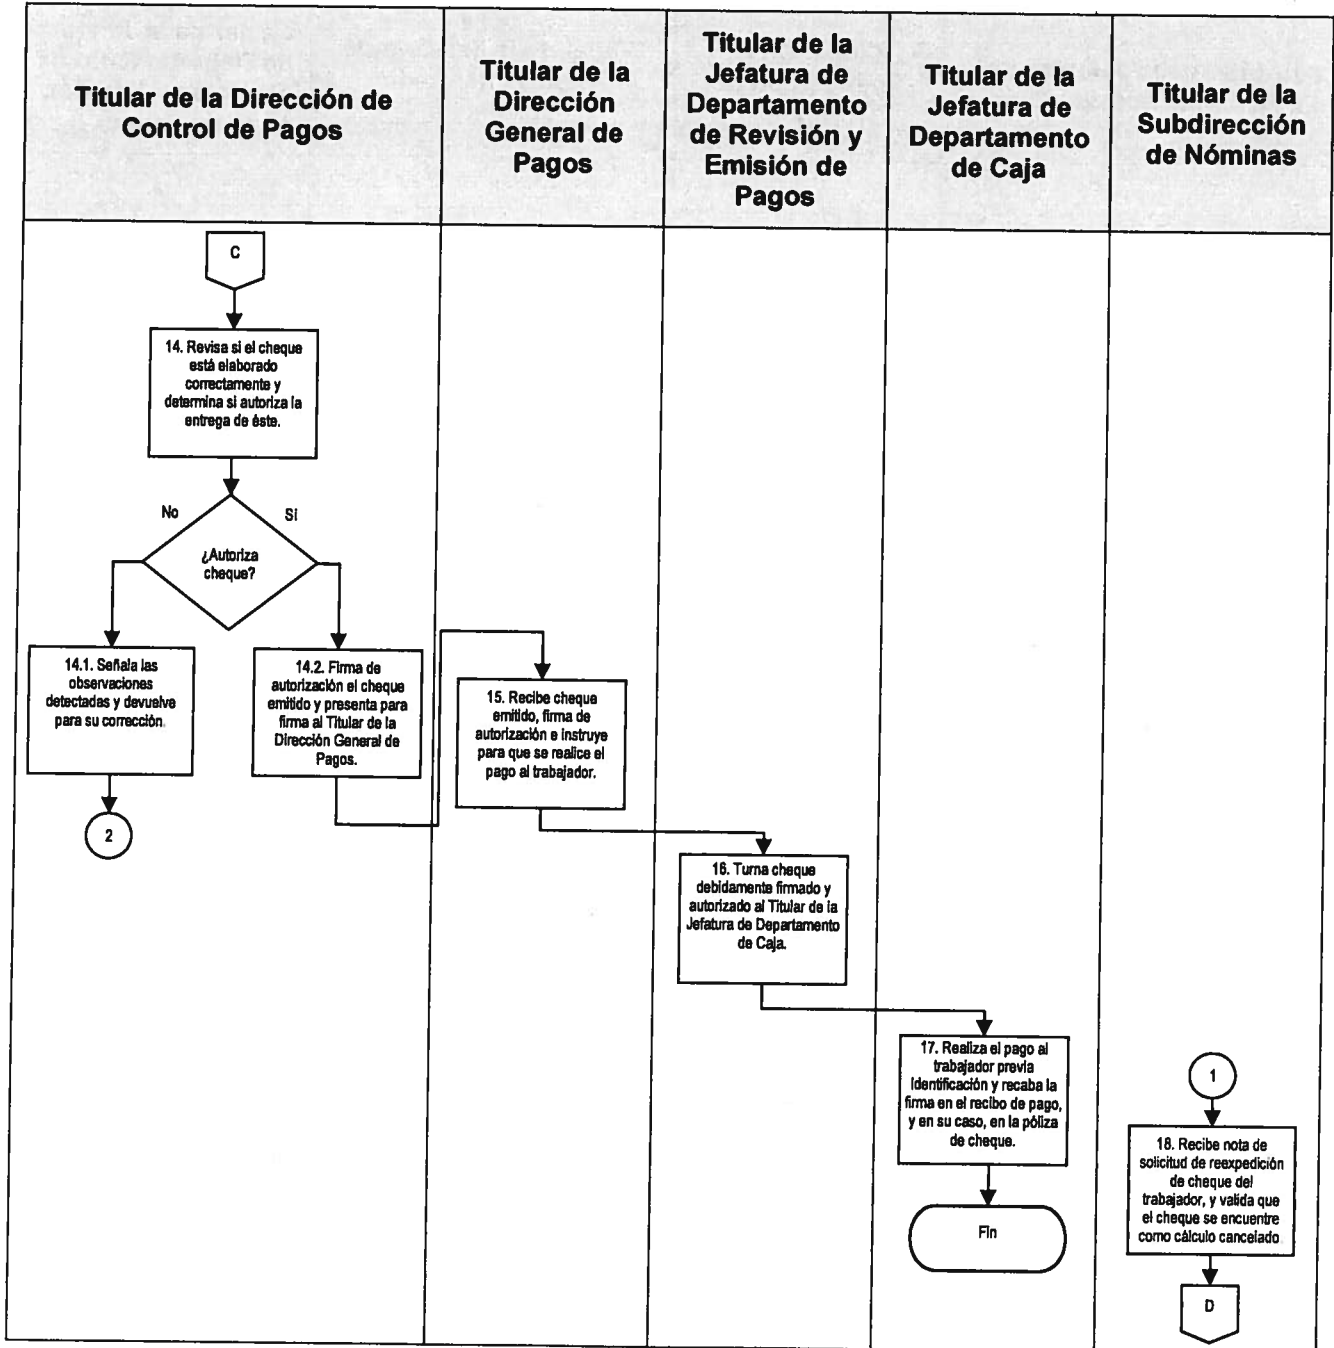 Titular de la Dirección de
Control de Pagos
Titular de la
Dirección
General de
Pagos
Titular de la
Jefatura de
Departamento
de Revisión y
Emisión de
Pagos
Titular de la
Jefatura de
Departamento
de Caja
Titular de la
Subdirección
de Nóminas
C
14. Revisa si el cheque
está elaborado
correctamente y
determina si autoriza la
entrega de éste.
No
Si
¿Autoriza
cheque?
14.1. Señala las
observaciones
detectadas y devuelve
para su corrección.
2
14.2. Firma de
autorización el cheque
emitido y presenta para
firma al Titular de la
Dirección General de
Pagos.
15. Recibe cheque
emitido, firma de
autorización e instruye
para que se realice el
pago al trabajador.
16. Turna cheque
debidamente firmado y
autorizado al Titular de la
Jefatura de Departamento
de Caja.
17. Realiza el pago al
trabajador previa
identificación y recaba la
firma en el recibo de pago,
y en su caso, en la póliza
de cheque.
Fin
1
18. Recibe nota de
solicitud de reexpedición
de cheque del
trabajador, y valida que
el cheque se encuentre
como cálculo cancelado
D